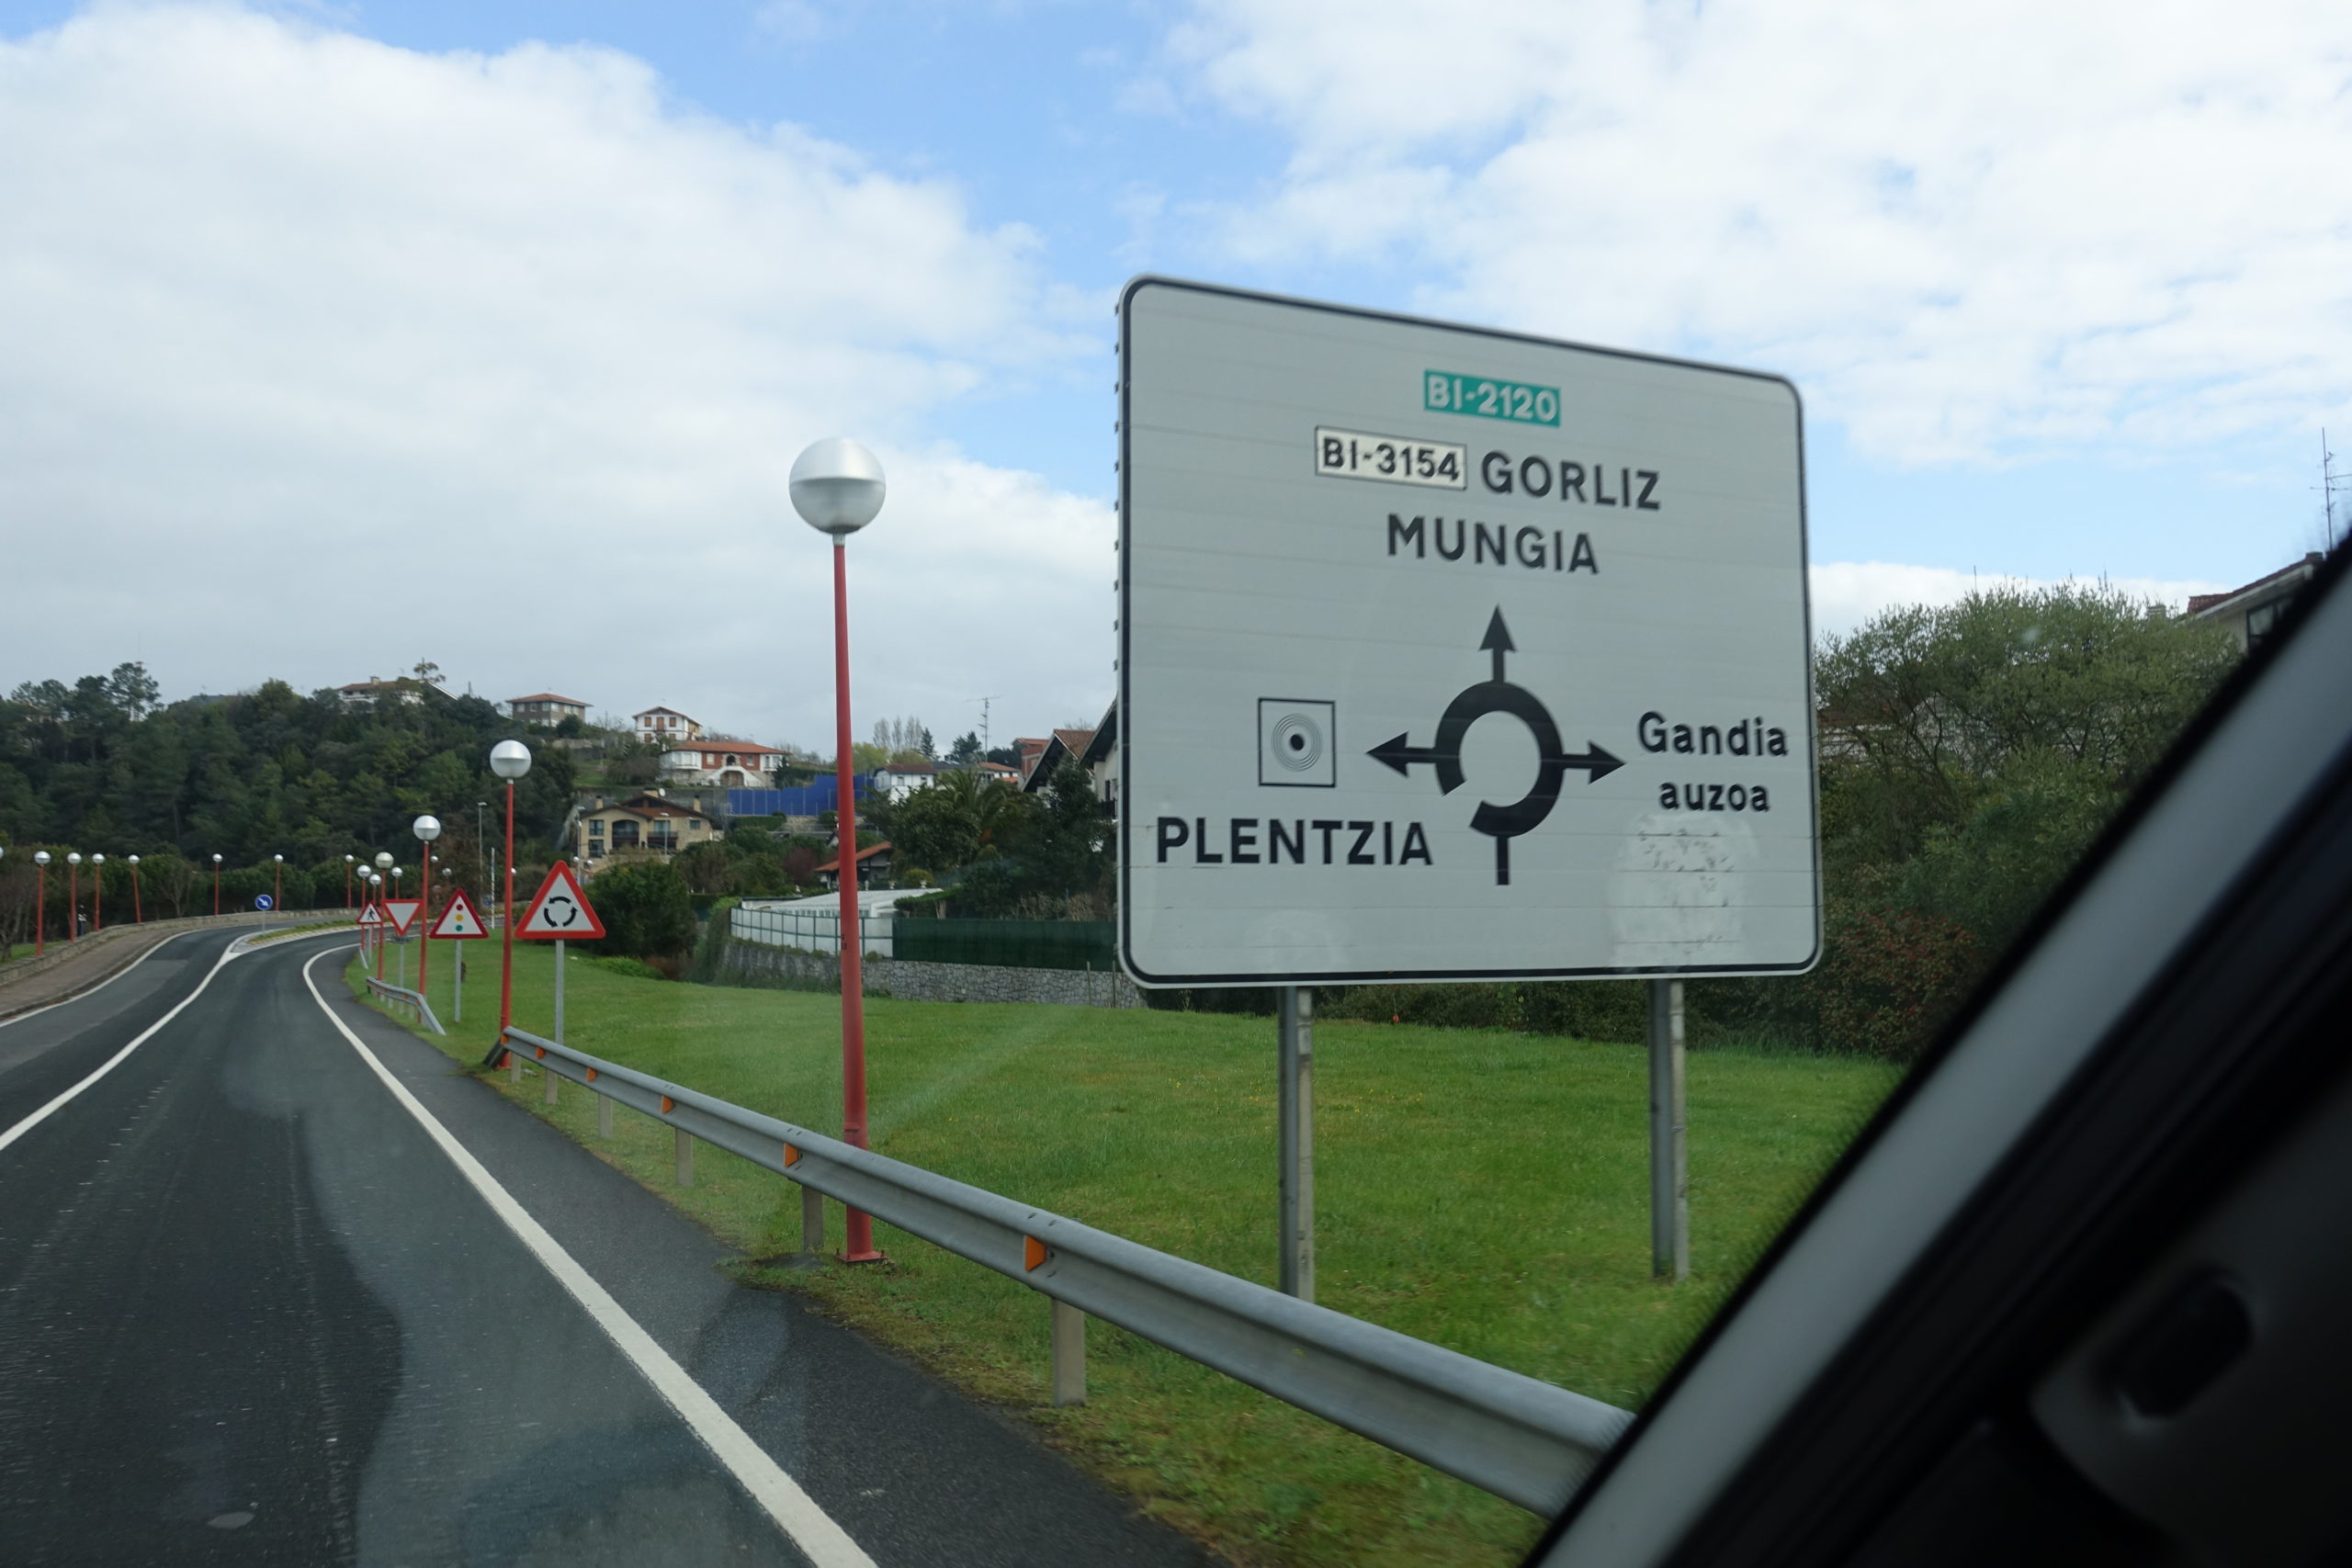 BI-2120
BI-3154 GORLIZ
MUNGIA
Gandia
auzoa
PLENTZIA